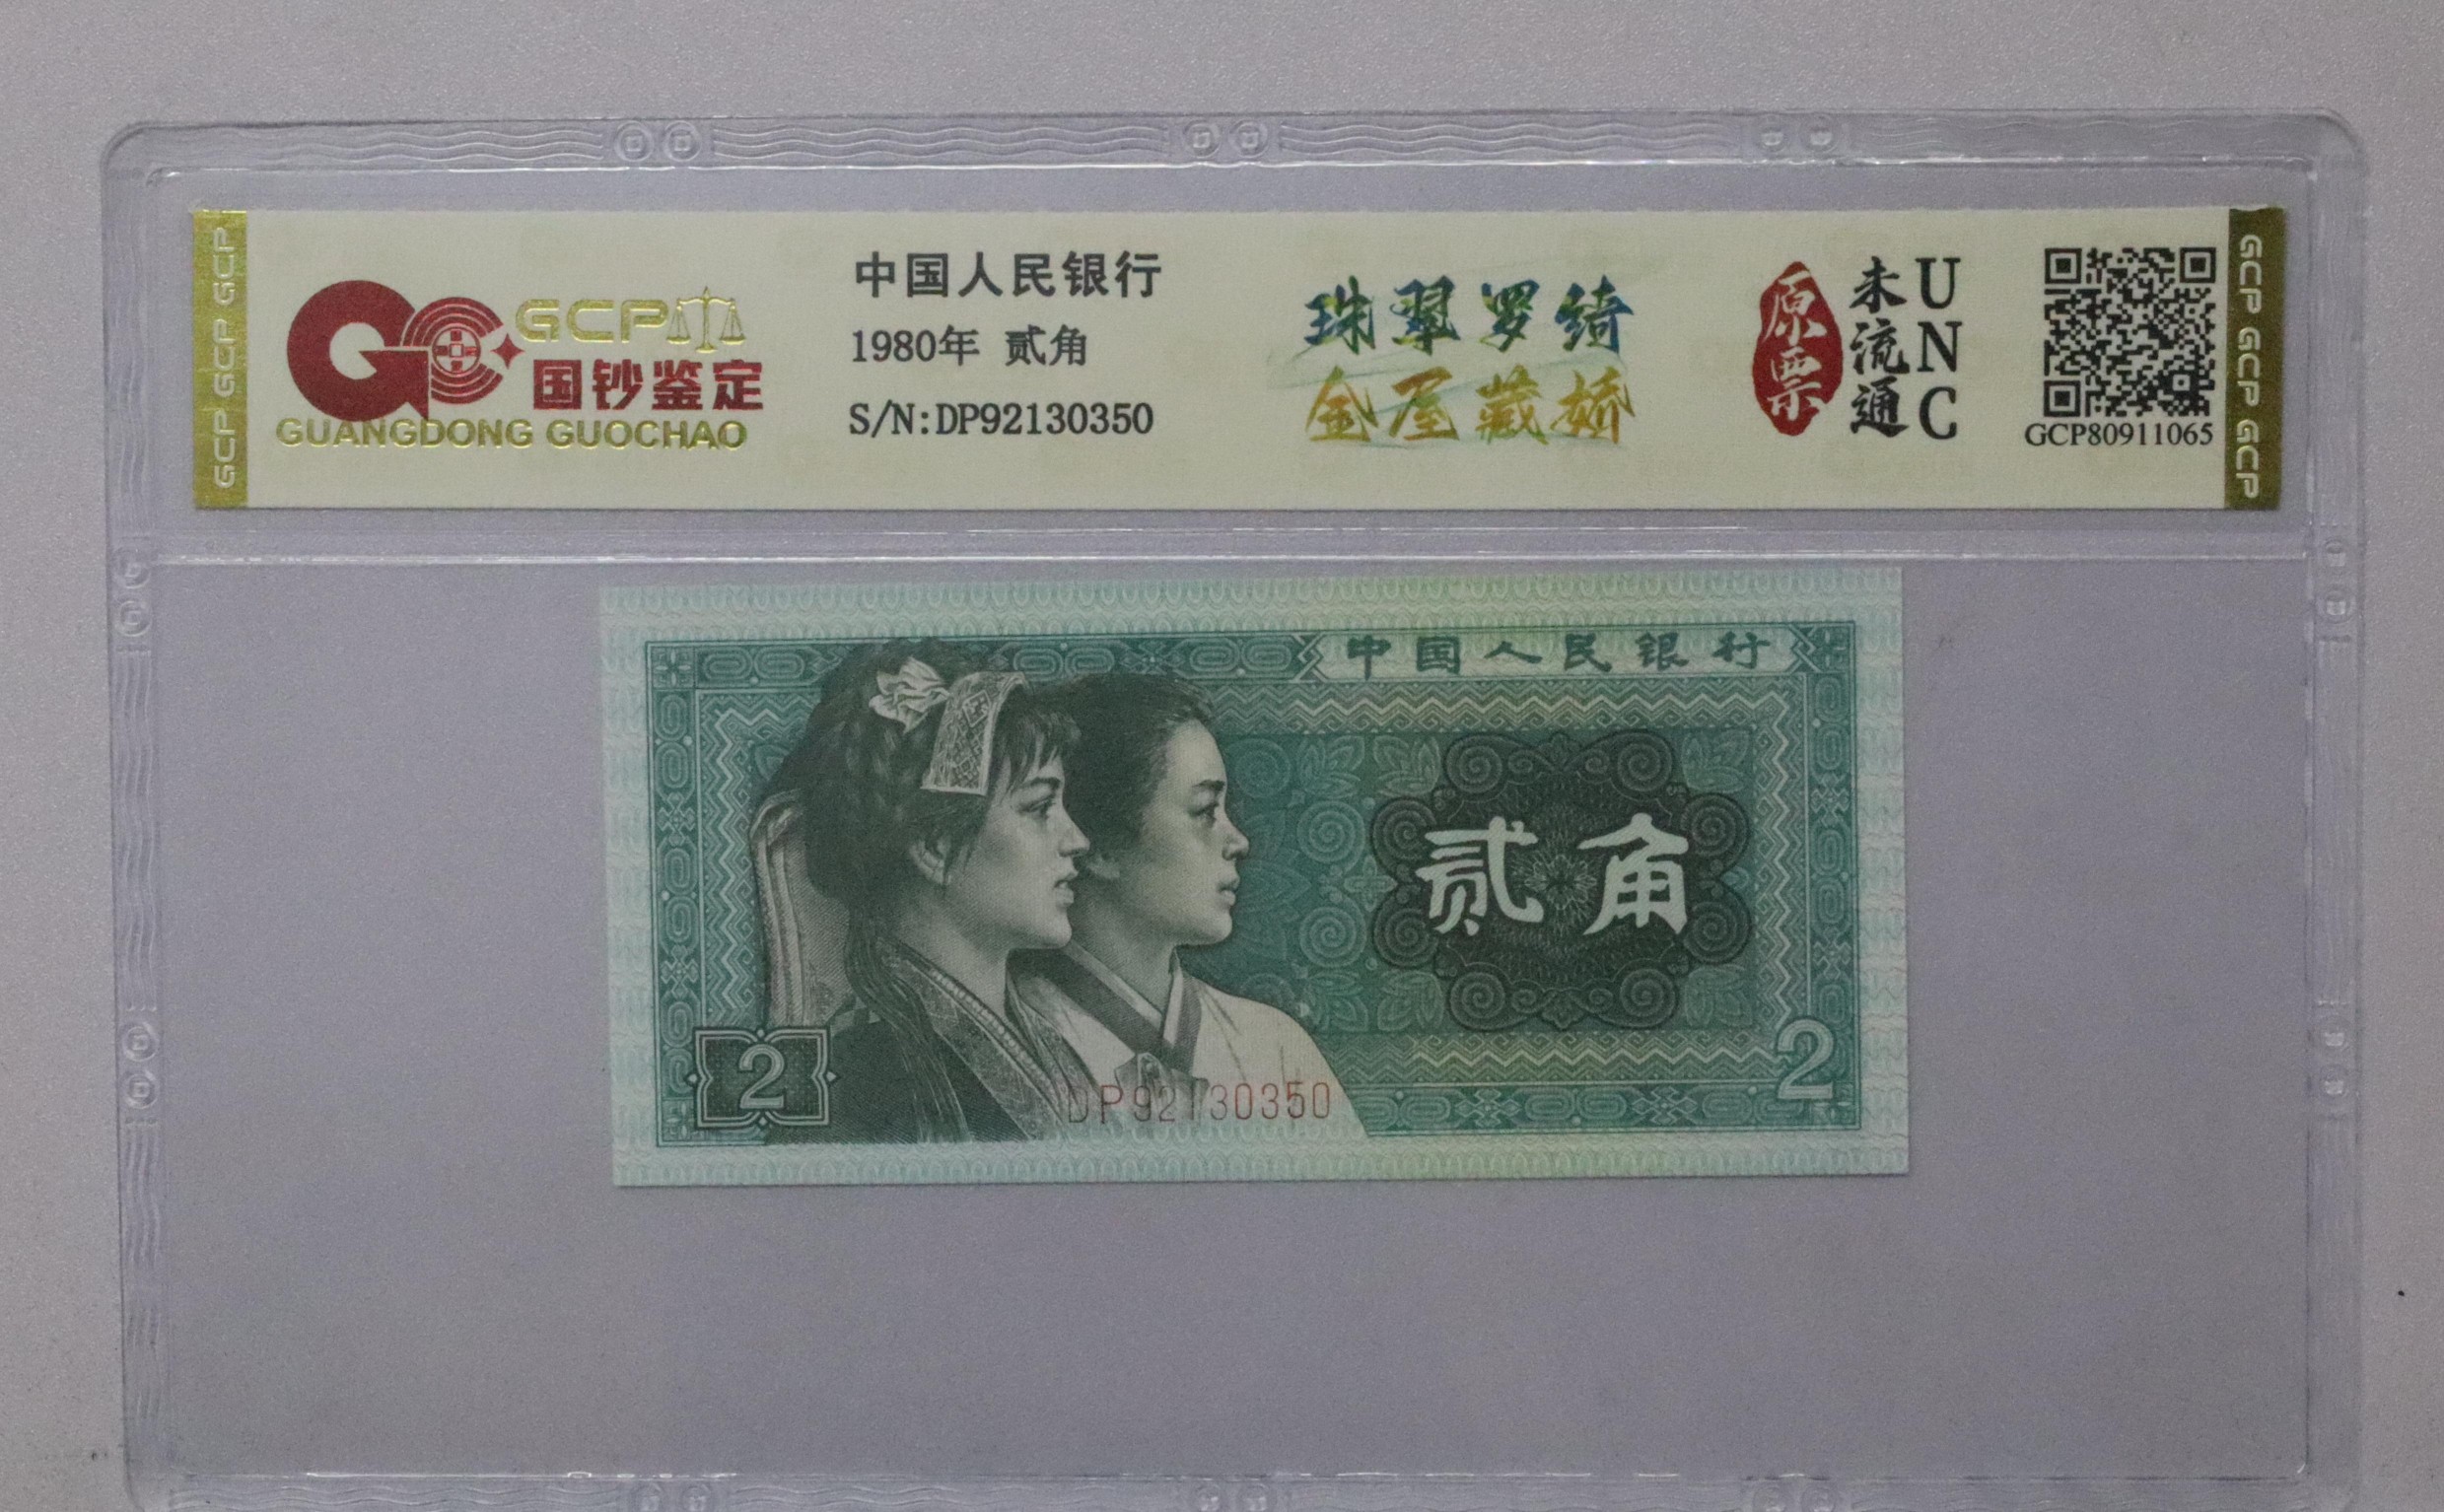 GCP GCP GCP
GCP
国钞鉴定
GUANGDONG GUOCHAO
中国人民银行
1980年 贰角
S/N:DP92130350
珠翠罗绮
金屋藏娇
原票
未流通
UNC
GCP80911065
GCP GCP GCP
中国人民银行
贰角
2
2
DP92130350